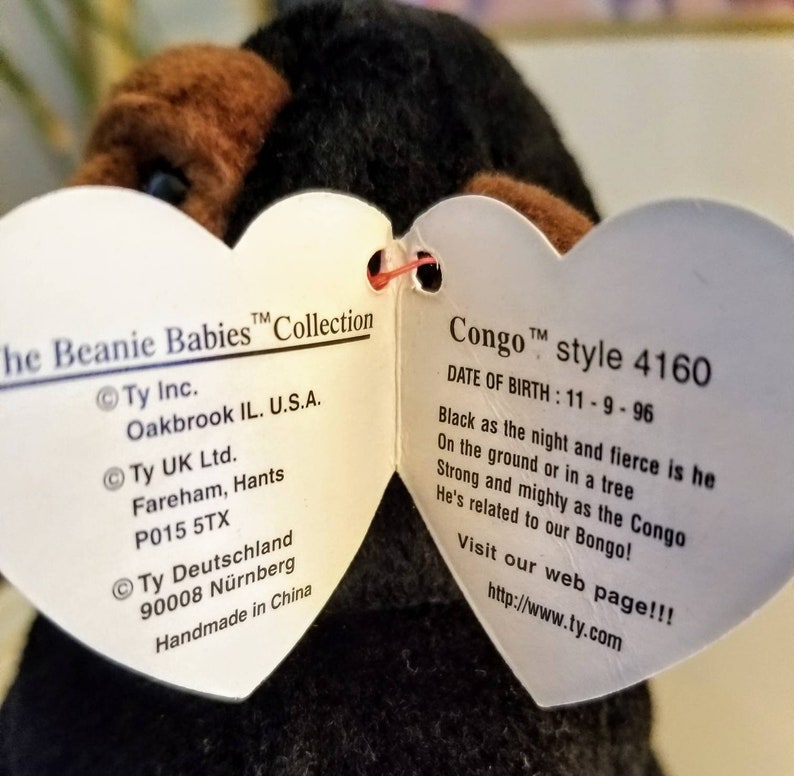 The Beanie Babies™ Collection
© Ty Inc.
Oakbrook IL. U.S.A.
© Ty UK Ltd.
Fareham, Hants
P015 5TX
© Ty Deutschland
90008 Nürnberg
Handmade in China
Congo™ style 4160
DATE OF BIRTH : 11 - 9 - 96
Black as the night and fierce is he
On the ground or in a tree
Strong and mighty as the Congo
He's related to our Bongo!
Visit our web page!!!
http://www.ty.com